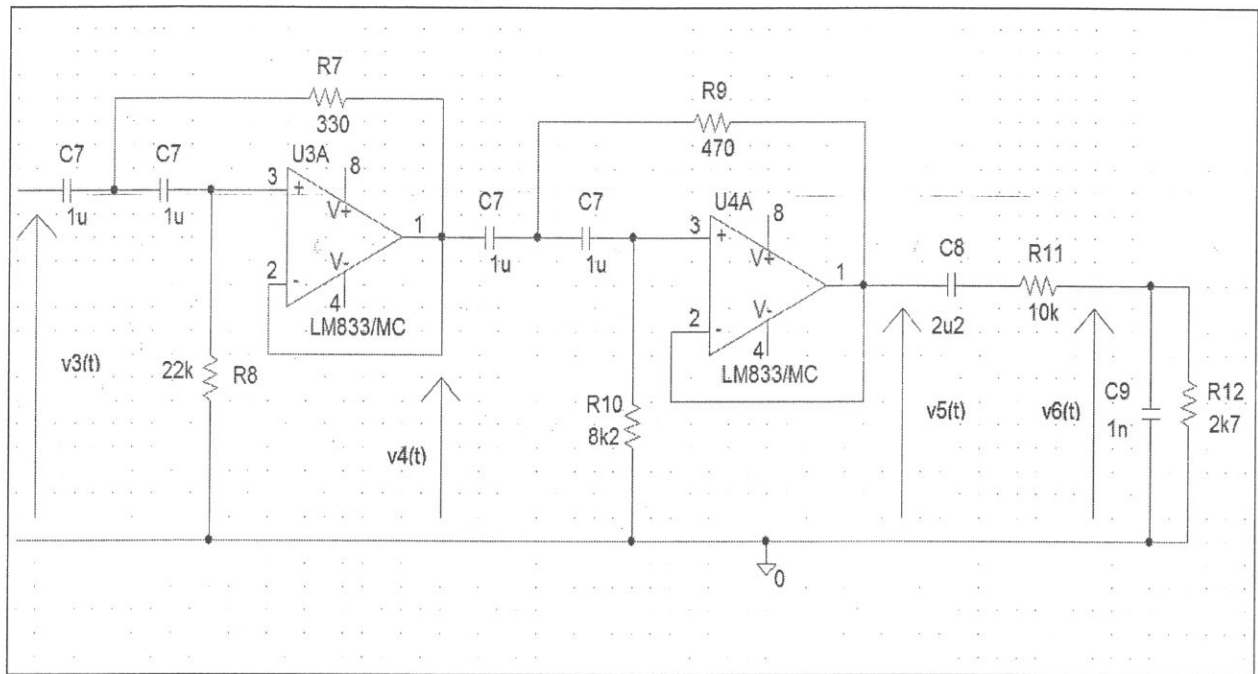 R7
330
R9
470
C7
C7
U3A
8
3
+
V+
1u
1u
1
2
-
V-
4
LM833/MC
C7
C7
U4A
8
3
+
V+
1u
1u
1
2
-
V-
4
LM833/MC
C8
R11
2u2
10k
v3(t)
22k
R8
v4(t)
R10
8k2
v5(t)
v6(t)
C9
1n
R12
2k7
0